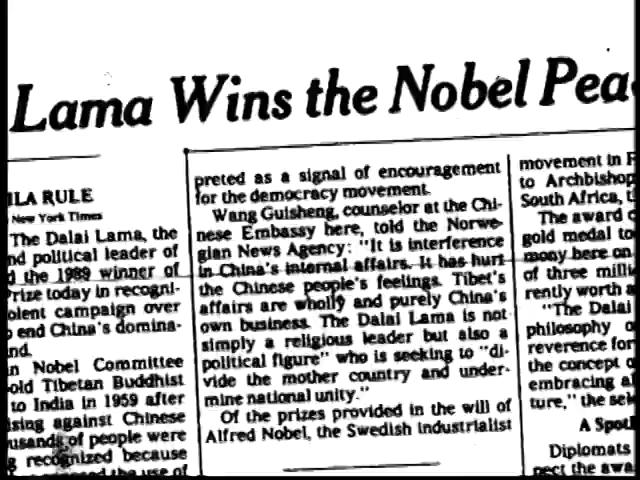 Lama Wins the Nobel Pea
ILA RULE
New York Times
The Dalai Lama, the
nd political leader of
d the 1989 winner of
Prize today in recogni-
olent campaign over
o end China's domina-
nd.
n Nobel Committee
old Tibetan Buddhist
to India in 1959 after
ising against Chinese
usands of people were
g recognized because
the use of
preted as a signal of encouragement
for the democracy movement.
Wang Guisheng, counselor at the Chi-
nese Embassy here, told the Norwe-
gian News Agency: "It is interference
in China's internal affairs. It has hurt
the Chinese people's feelings. Tibet's
affairs are wholly and purely China's
own business. The Dalai Lama is not
simply a religious leader but also a
political figure" who is seeking to "di-
vide the mother country and under-
mine national unity."
Of the prizes provided in the will of
Alfred Nobel, the Swedish industrialist
movement in P
to Archbishop
South Africa, t
The award o
gold medal to
mony here on
of three milli
rently worth a
"The Dalai
philosophy o
reverence for
the concept o
embracing al
ture," the sel
A Spotl
Diplomats
pect the awa